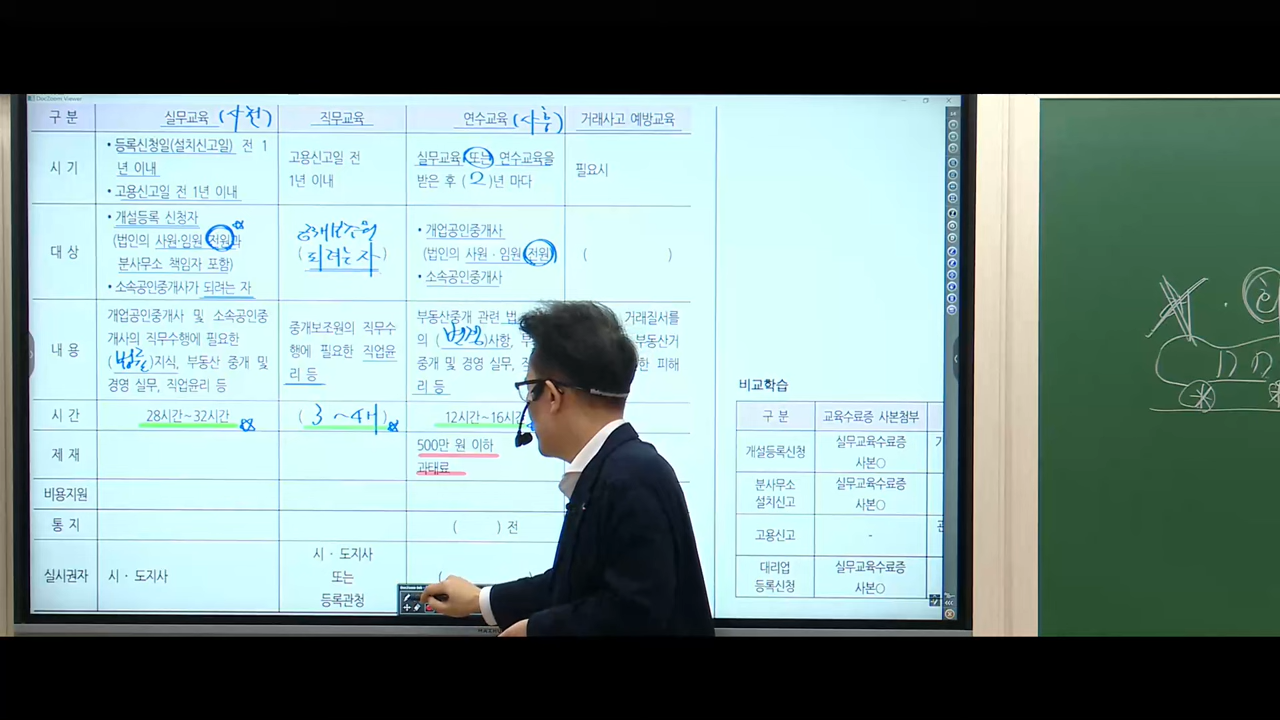 구 분 실무교육 (사전) 직무교육 연수교육 (사후) 거래사고 예방교육
시 기
• 등록신청일(설치신고일) 전 1
년 이내
• 고용신고일 전 1년 이내
고용신고일 전
1년 이내
실무교육 또는 연수교육을
받은 후 ( 2 )년 마다
필요시
대 상
• 개설등록 신청자
(법인의 사원·임원 전원과
분사무소 책임자 포함)
• 소속공인중개사가 되려는 자
중개보조원
( 되려는 자 )
• 개업공인중개사
(법인의 사원 · 임원 전원)
• 소속공인중개사
( )
내 용
개업공인중개사 및 소속공인중
개사의 직무수행에 필요한
(법률)지식, 부동산 중개 및
경영 실무, 직업윤리 등
중개보조원의 직무수
행에 필요한 직업윤
리 등
부동산중개 관련 법
의 ( )사항, 부
중개 및 경영 실무, 직
리 등
거래질서를
부동산거
한 피해
시 간 28시간~32시간 ( 3 ~ 4H ) 12시간~16시간
제 재
500만 원 이하
과태료
비용지원
통 지 ( ) 전
실시권자 시 · 도지사
시 · 도지사
또는
등록관청
(
비교학습
구 분 교육수료증 사본첨부
개설등록신청 실무교육수료증
사본○
분사무소
설치신고
실무교육수료증
사본○
고용신고 -
대리업
등록신청
실무교육수료증
사본○